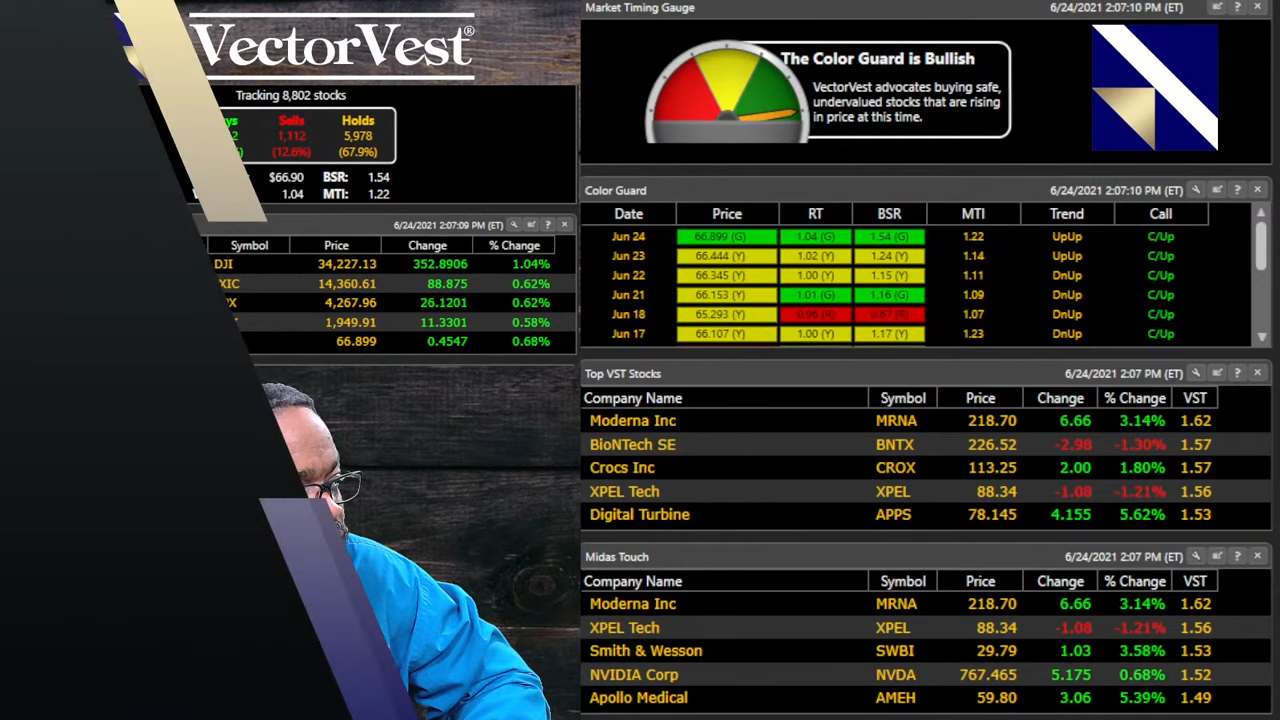 VectorVest®
Tracking 8,802 stocks
Sells Holds
1,112 5,978
(12.6%) (67.9%)
$66.90 BSR: 1.54
1.04 MTI: 1.22
6/24/2021 2:07:09 PM (ET)
Symbol Price Change % Change
DJI 34,227.13 352.8906 1.04%
14,360.61 88.875 0.62%
4,267.96 26.1201 0.62%
1,949.91 11.3301 0.58%
66.899 0.4547 0.68%
Market Timing Gauge 6/24/2021 2:07:10 PM (ET)
The Color Guard is Bullish
VectorVest advocates buying safe,
undervalued stocks that are rising
in price at this time.
Color Guard 6/24/2021 2:07:10 PM (ET)
Date Price RT BSR MTI Trend Call
Jun 24 66.899 (G) 1.04 (G) 1.54 (G) 1.22 UpUp C/Up
Jun 23 66.444 (Y) 1.02 (Y) 1.24 (Y) 1.14 UpUp C/Up
Jun 22 66.345 (Y) 1.00 (Y) 1.15 (Y) 1.11 DnUp C/Up
Jun 21 66.153 (Y) 1.01 (G) 1.16 (G) 1.09 DnUp C/Up
Jun 18 65.293 (Y) 0.96 (R) 0.67 (R) 1.07 DnUp C/Up
Jun 17 66.107 (Y) 1.00 (Y) 1.17 (Y) 1.23 DnUp C/Up
Top VST Stocks 6/24/2021 2:07 PM (ET)
Company Name Symbol Price Change % Change VST
Moderna Inc MRNA 218.70 6.66 3.14% 1.62
BioNTech SE BNTX 226.52 -2.98 -1.30% 1.57
Crocs Inc CROX 113.25 2.00 1.80% 1.57
XPEL Tech XPEL 88.34 -1.08 -1.21% 1.56
Digital Turbine APPS 78.145 4.155 5.62% 1.53
Midas Touch 6/24/2021 2:07 PM (ET)
Company Name Symbol Price Change % Change VST
Moderna Inc MRNA 218.70 6.66 3.14% 1.62
XPEL Tech XPEL 88.34 -1.08 -1.21% 1.56
Smith & Wesson SWBI 29.79 1.03 3.58% 1.53
NVIDIA Corp NVDA 767.465 5.175 0.68% 1.52
Apollo Medical AMEH 59.80 3.06 5.39% 1.49